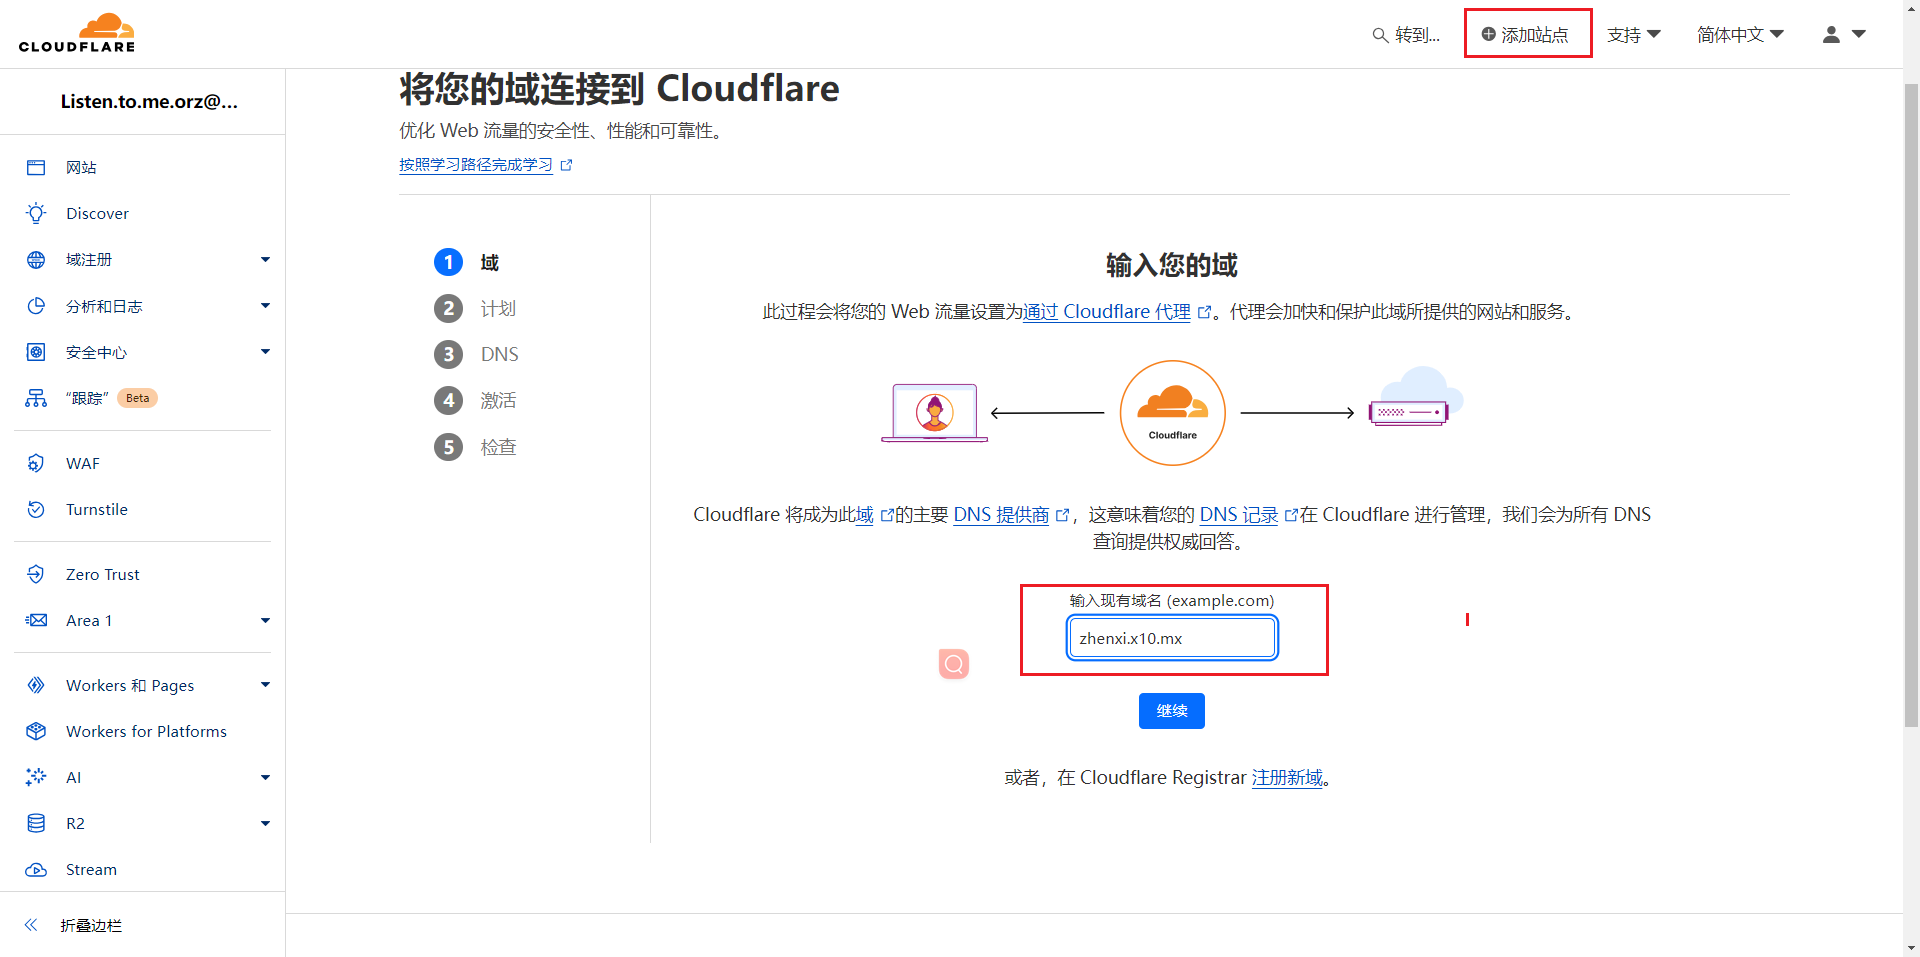 CLOUDFLARE
转到...
添加站点
支持
简体中文
Listen.to.me.orz@...
网站
Discover
域注册
分析和日志
安全中心
“跟踪” Beta
WAF
Turnstile
Zero Trust
Area 1
Workers 和 Pages
Workers for Platforms
AI
R2
Stream
折叠边栏
将您的域连接到 Cloudflare
优化 Web 流量的安全性、性能和可靠性。
按照学习路径完成学习
1 域
2 计划
3 DNS
4 激活
5 检查
输入您的域
此过程会将您的 Web 流量设置为通过 Cloudflare 代理。代理会加快和保护此域所提供的网站和服务。
Cloudflare
Cloudflare 将成为此域的主要 DNS 提供商，这意味着您的 DNS 记录在 Cloudflare 进行管理，我们会为所有 DNS
查询提供权威回答。
输入现有域名 (example.com)
zhenxi.x10.mx
继续
或者，在 Cloudflare Registrar 注册新域。